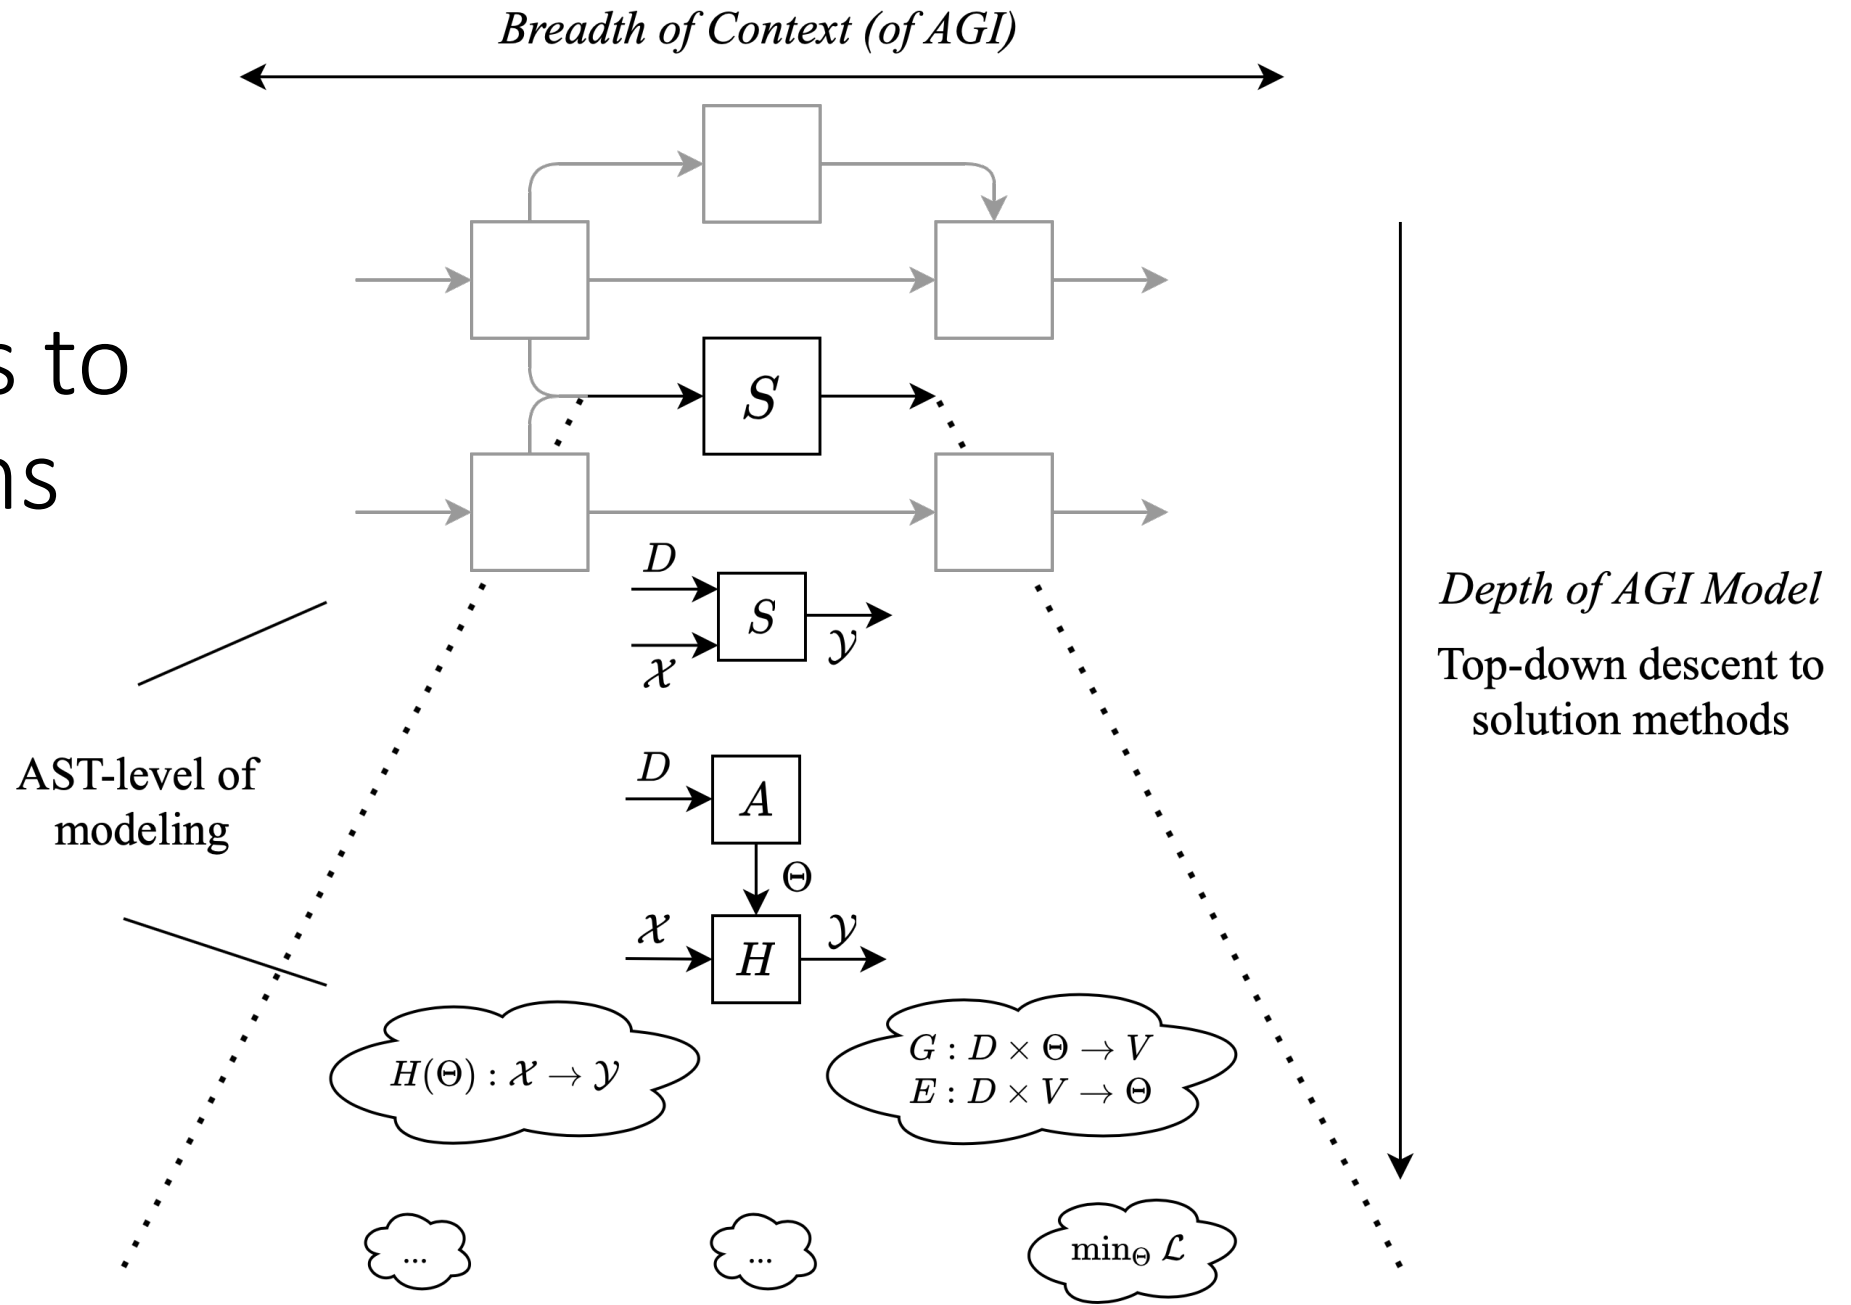 Breadth of Context (of AGI)
s to
ns
S
D
S
𝒳
𝒴
Depth of AGI Model
Top-down descent to
solution methods
AST-level of
modeling
D
A
Θ
𝒳
H
𝒴
H(Θ) : 𝒳 → 𝒴
G : D × Θ → V
E : D × V → Θ
...
...
min_Θ ℒ